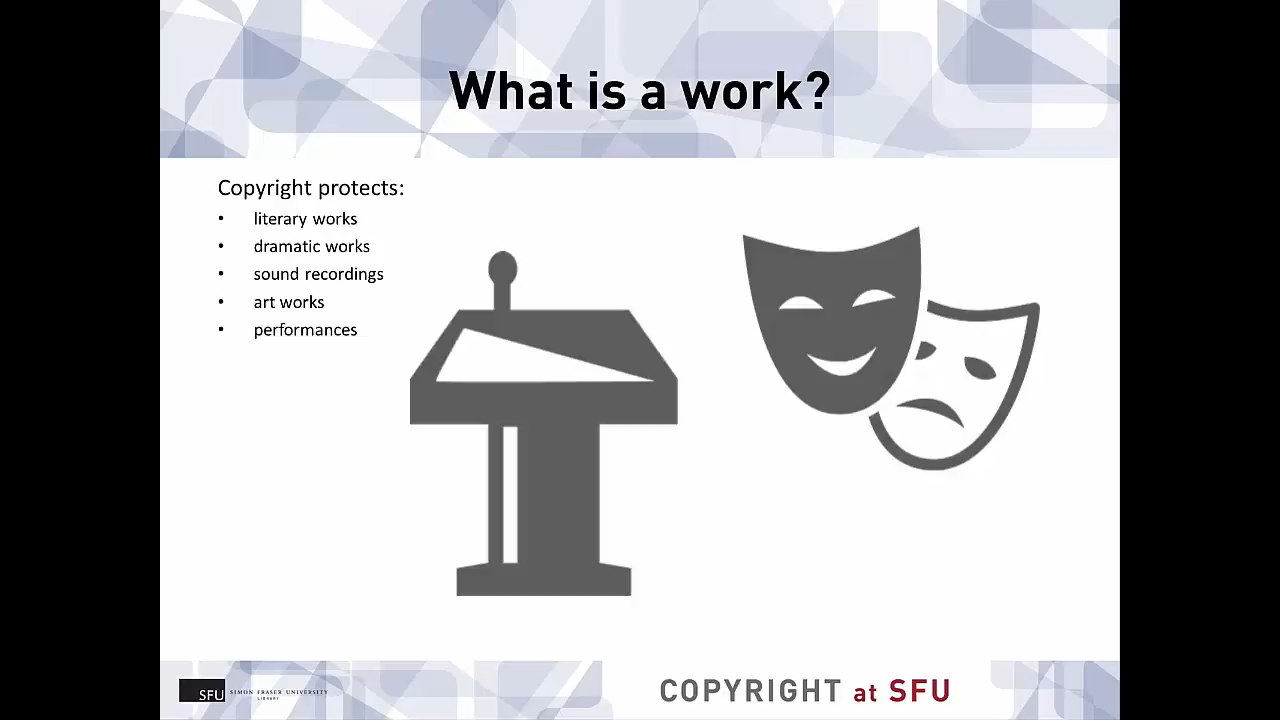 What is a work?
Copyright protects:
• literary works
• dramatic works
• sound recordings
• art works
• performances
SFU SIMON FRASER UNIVERSITY
LIBRARY
COPYRIGHT at SFU